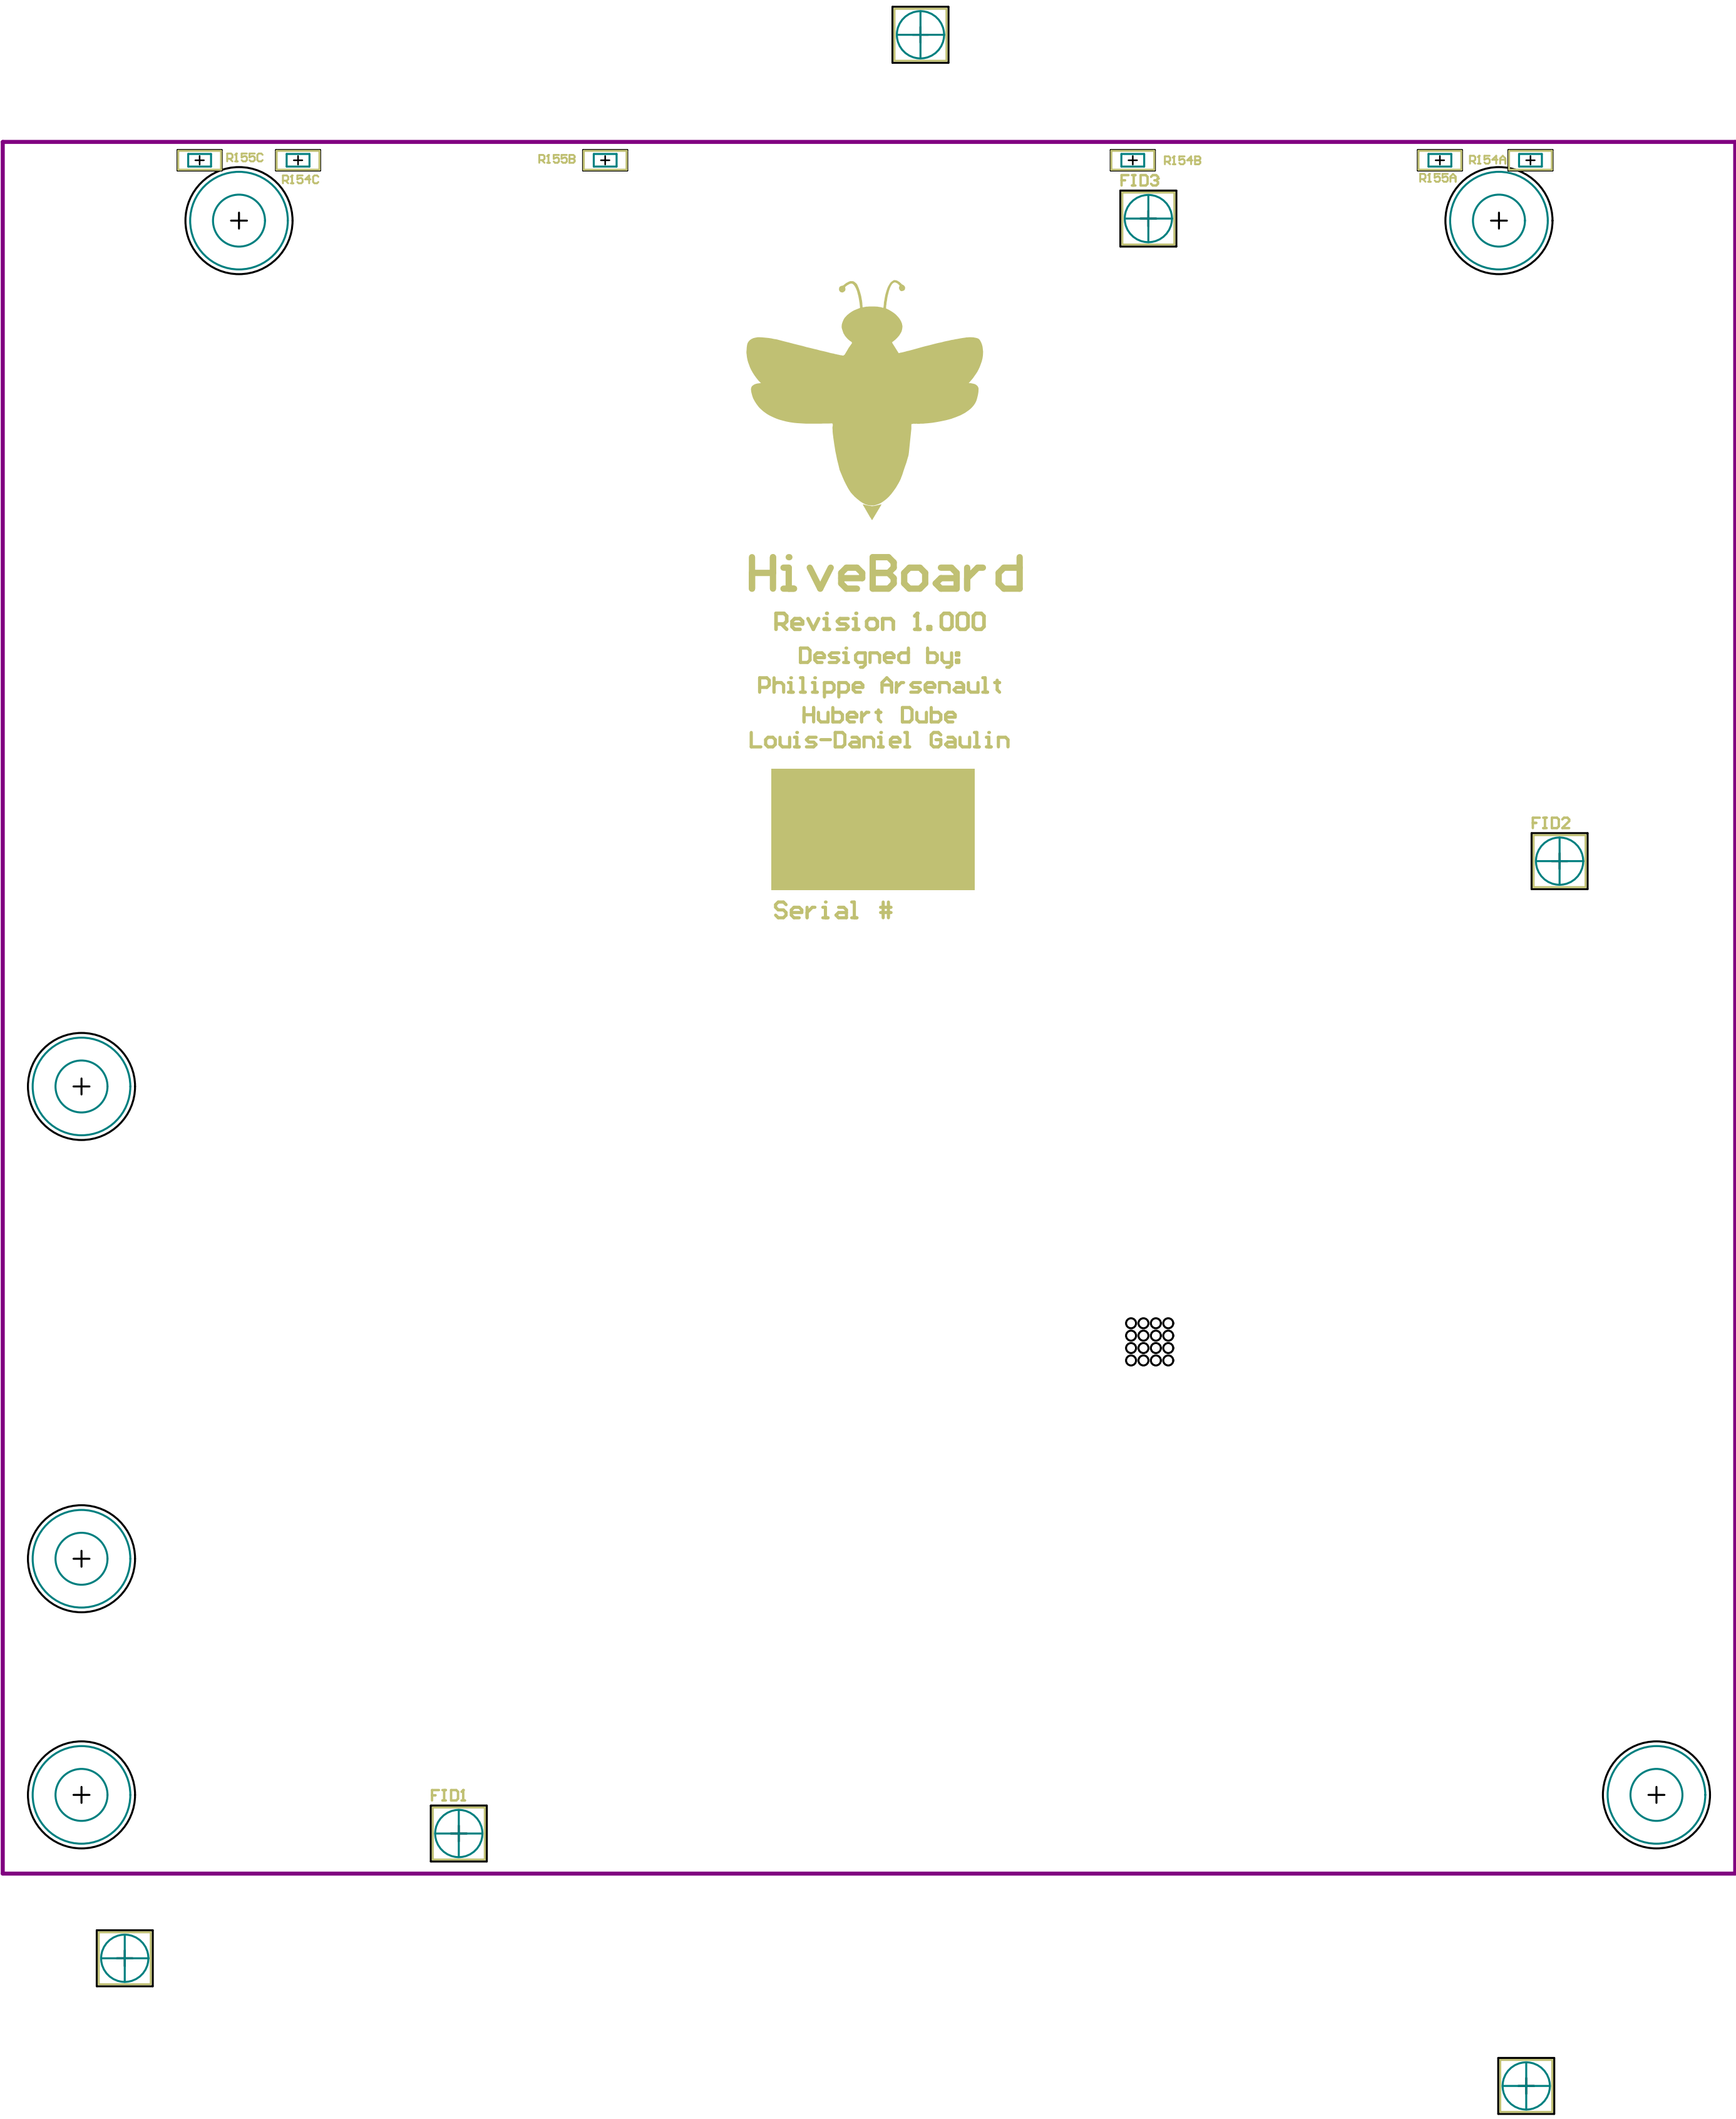 R155C
R154C
R155B
R154B
R154A
R155A
FID3
HiveBoard
Revision 1.000
Designed by:
Philippe Arsenault
Hubert Dube
Louis-Daniel Gaulin
FID2
Serial #
FID1